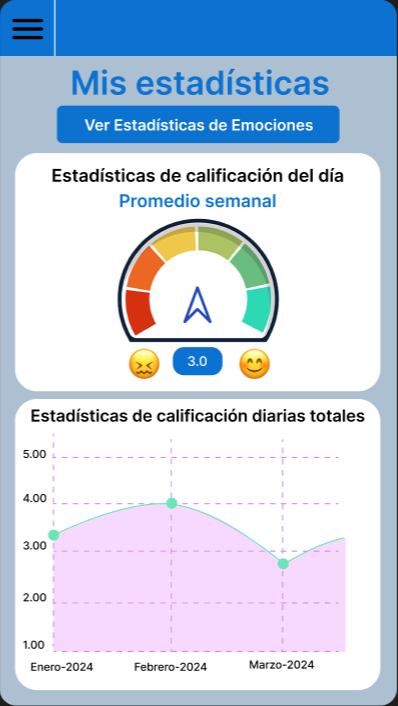 Mis estadísticas
Ver Estadísticas de Emociones
Estadísticas de calificación del día
Promedio semanal
3.0
Estadísticas de calificación diarias totales
5.00
4.00
3.00
2.00
1.00
Enero-2024
Febrero-2024
Marzo-2024